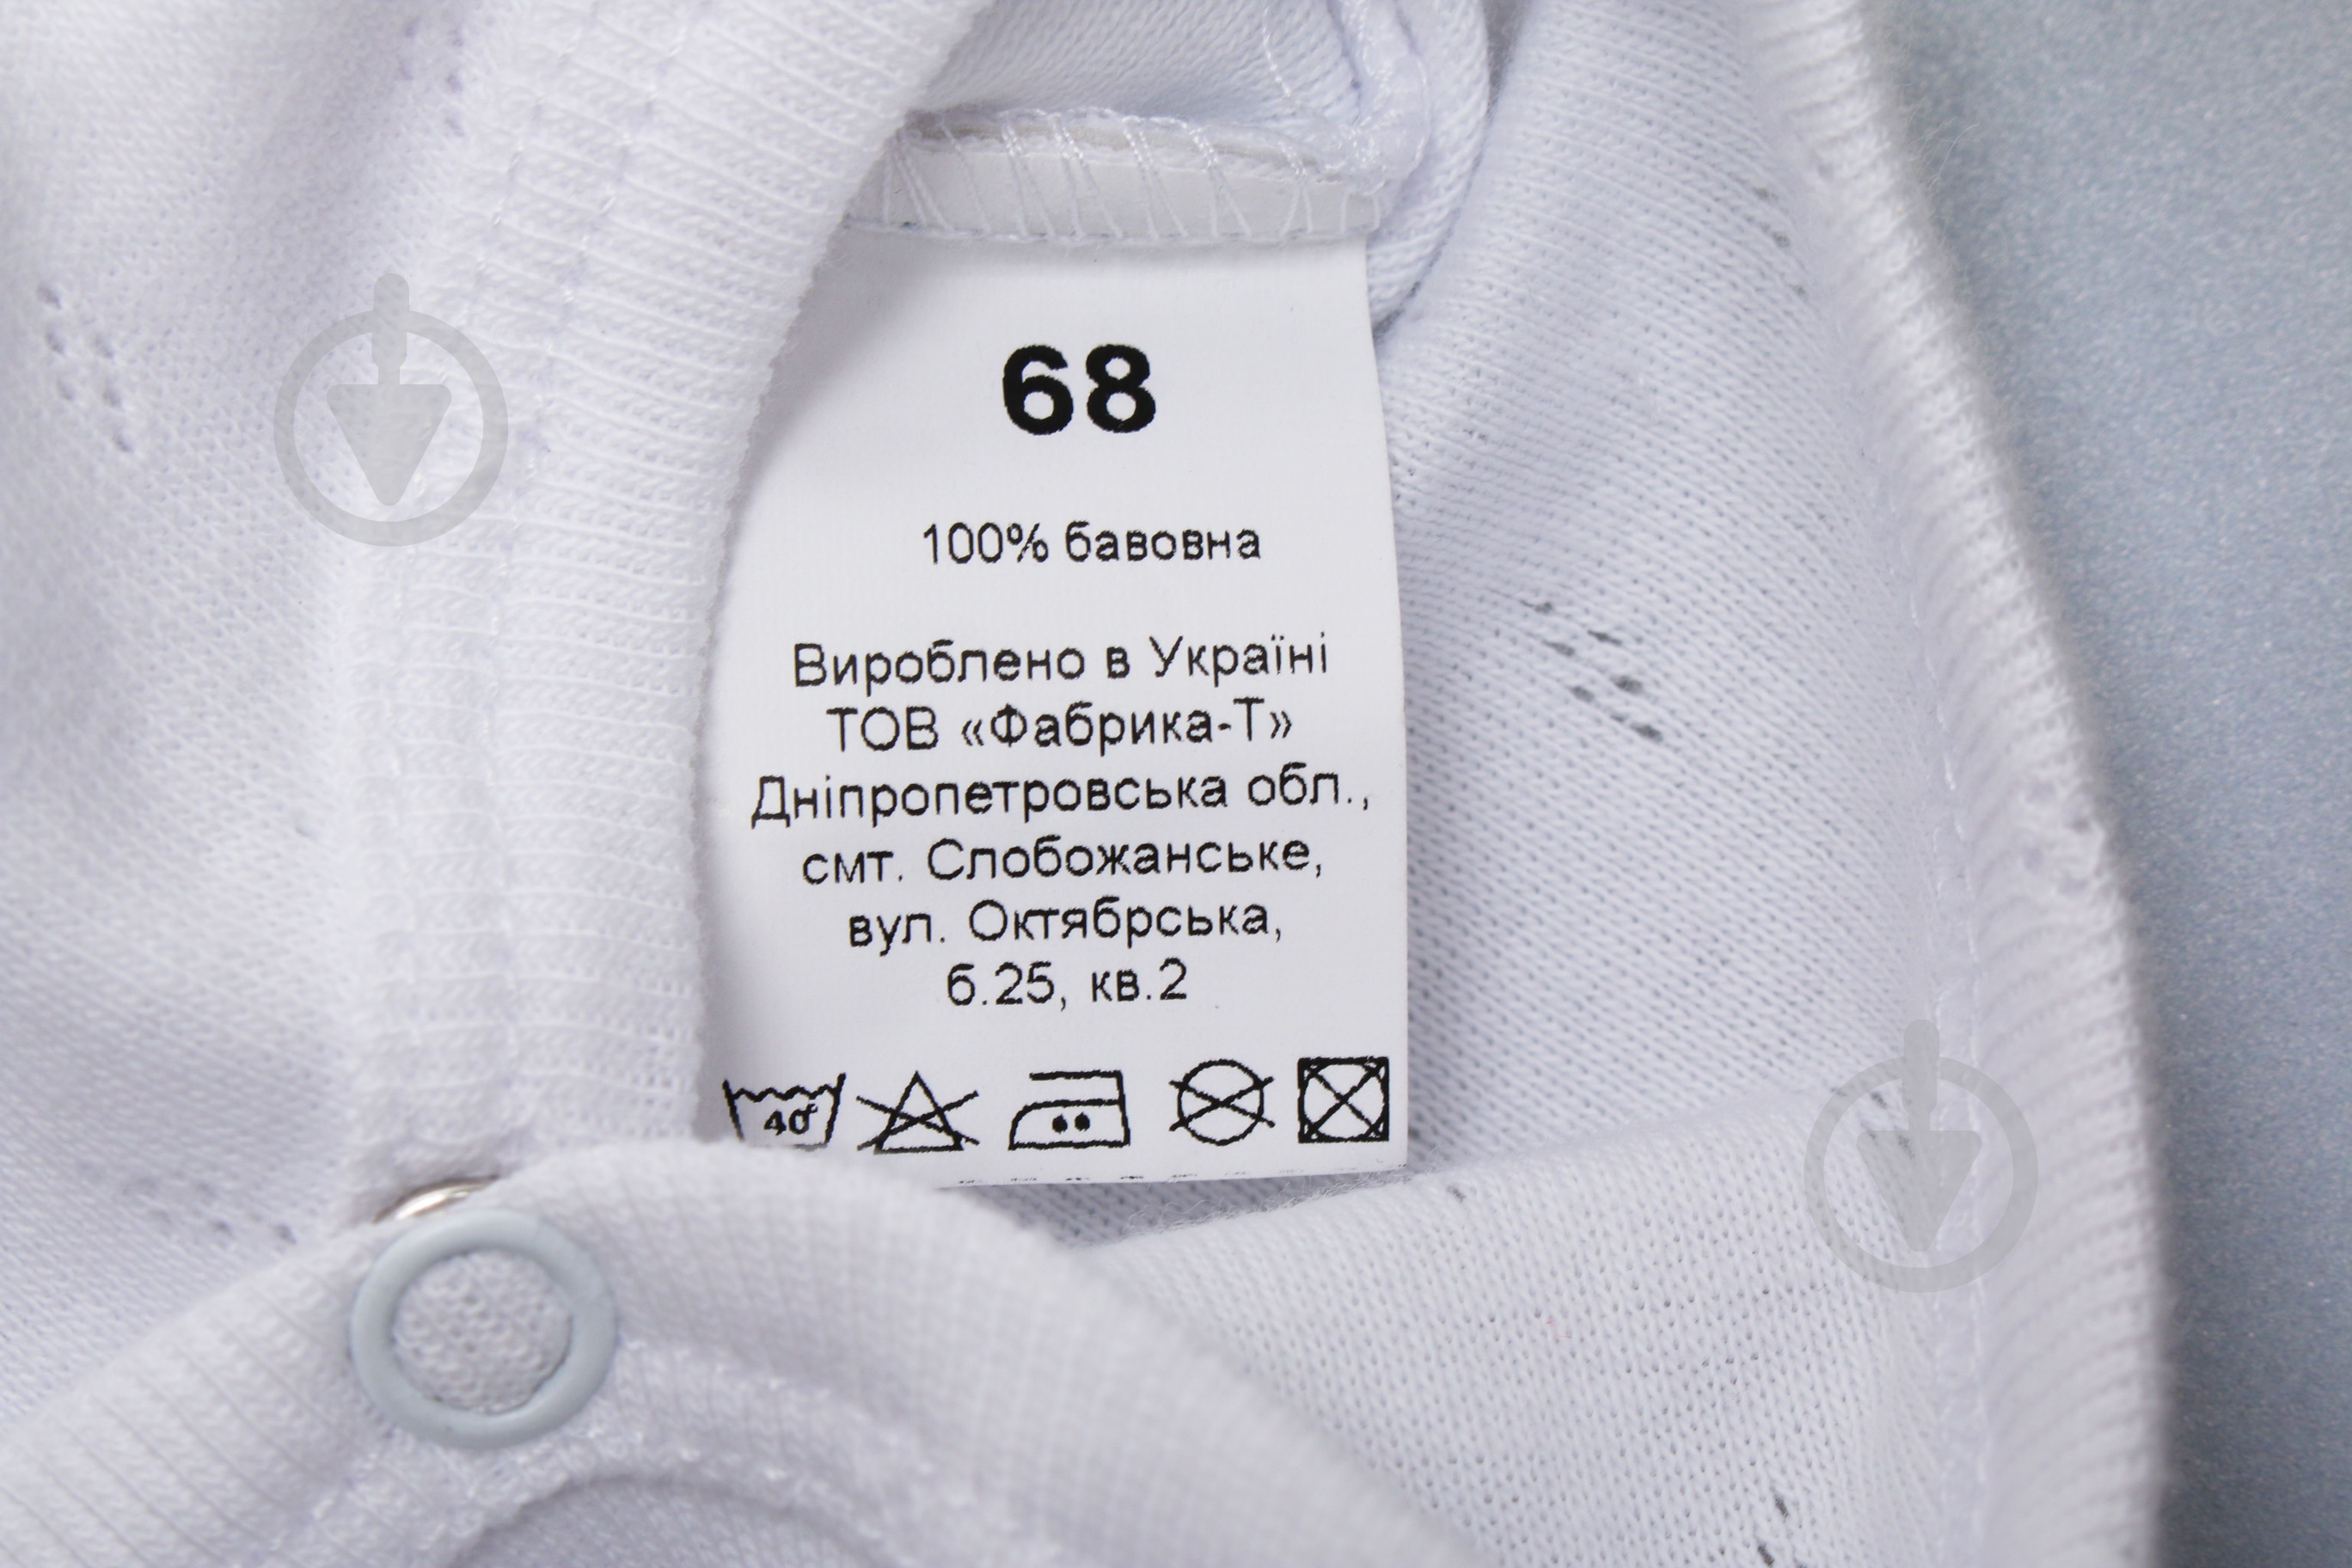 68
100% бавовна
Вироблено в Україні
ТОВ «Фабрика-Т»
Дніпропетровська обл.,
смт. Слобожанське,
вул. Октябрська,
б.25, кв.2
40°